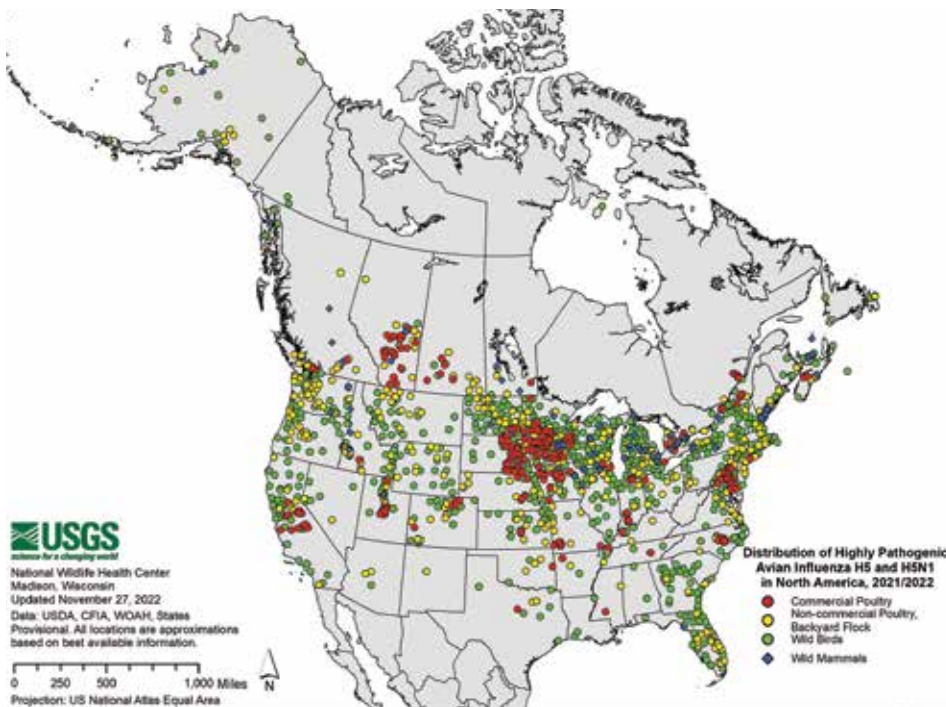 USGS
science for a changing world
National Wildlife Health Center
Madison, Wisconsin
Updated November 27, 2022
Data: USDA, CFIA, WOAH, States
Provisional. All locations are approximations
based on best available information.
0 250 500 1,000 Miles
N
Projection: US National Atlas Equal Area
Distribution of Highly Pathogenic
Avian Influenza H5 and H5N1
in North America, 2021/2022
Commercial Poultry
Non-commercial Poultry,
Backyard Flock
Wild Birds
Wild Mammals